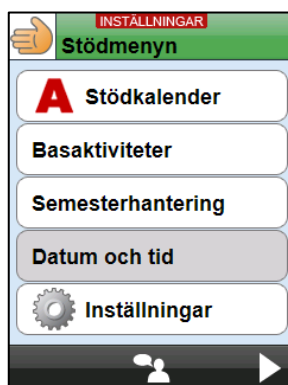 INSTÄLLNINGAR
Stödmenyn
A Stödkalender
Basaktiviteter
Semesterhantering
Datum och tid
Inställningar